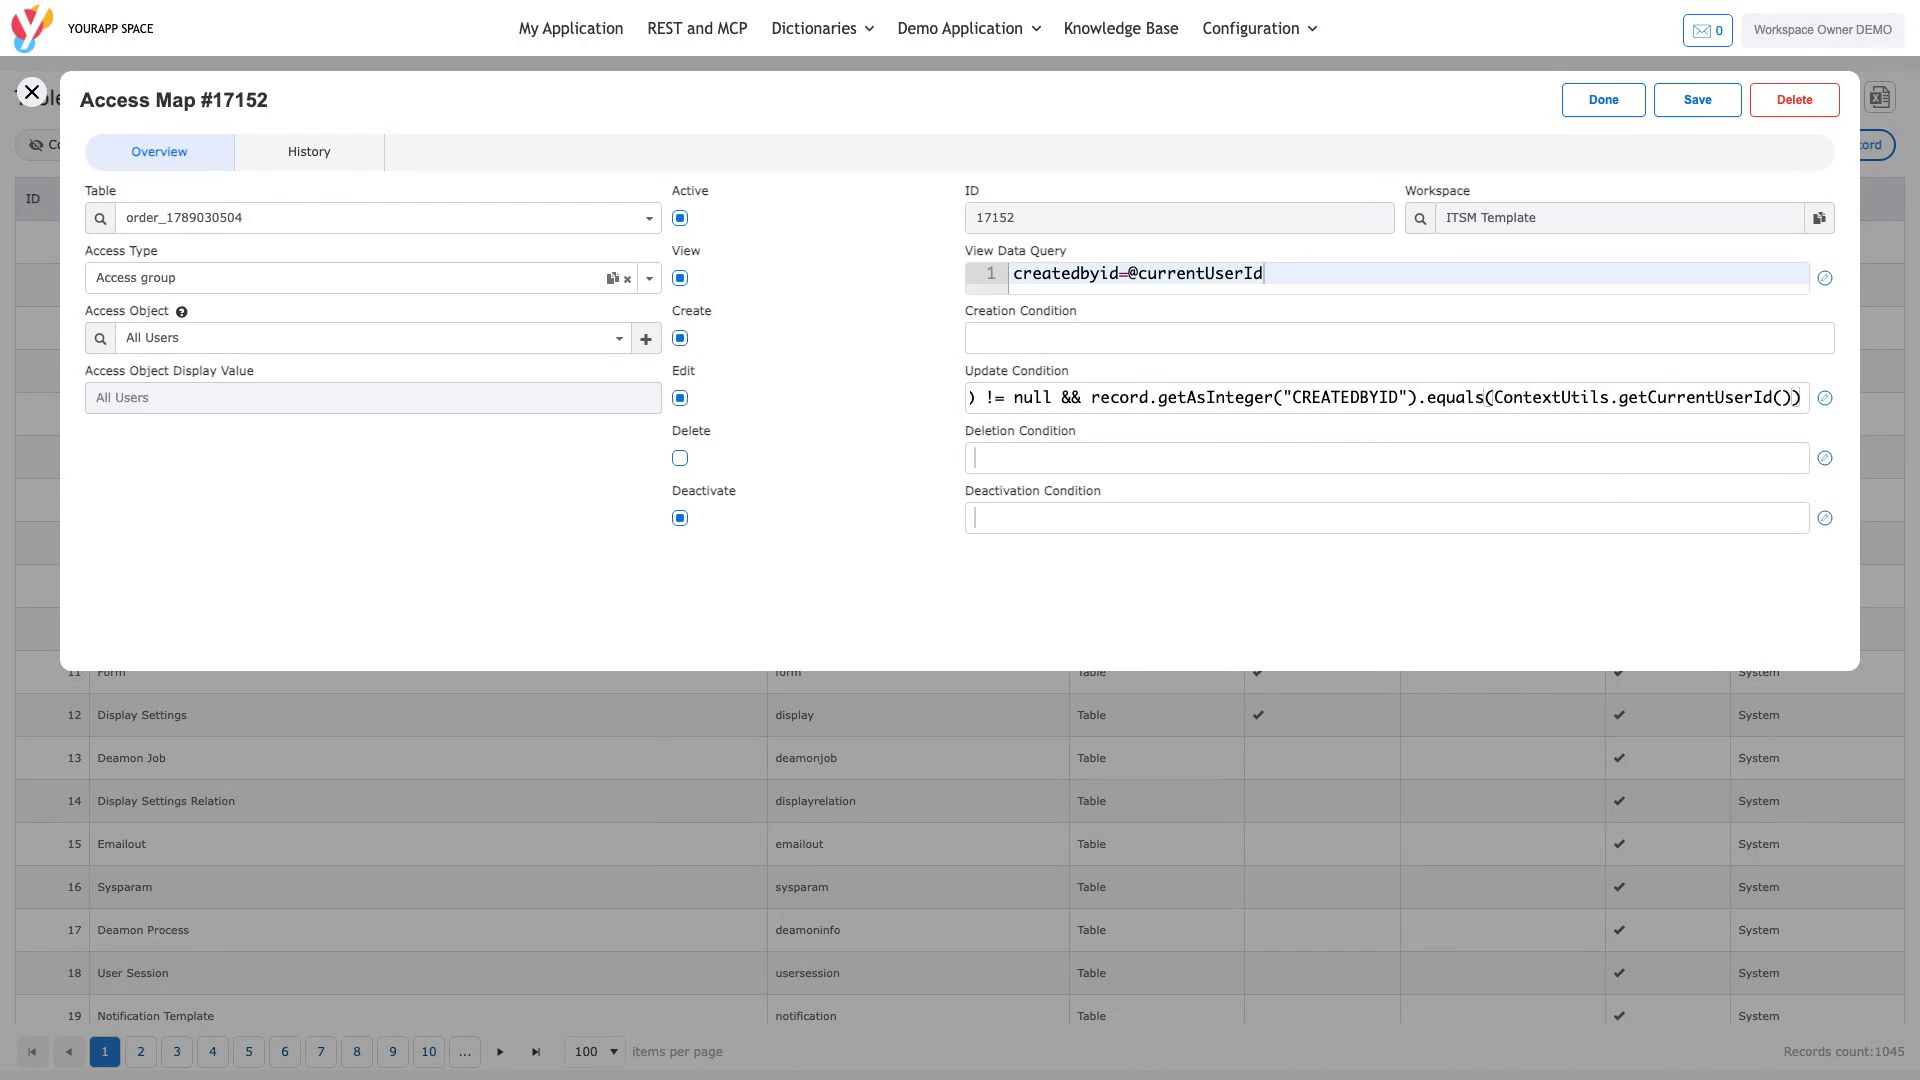 YOURAPP SPACE
My Application
REST and MCP
Dictionaries
Demo Application
Knowledge Base
Configuration
0
Workspace Owner DEMO
Access Map #17152
Done
Save
Delete
Overview
History
Table
order_1789030504
Active
ID
17152
Workspace
ITSM Template
Access Type
Access group
View
View Data Query
1 createdbyid=@currentUserId
Access Object
All Users
Create
Creation Condition
Access Object Display Value
All Users
Edit
Update Condition
) != null && record.getAsInteger("CREATEDBYID").equals(ContextUtils.getCurrentUserId())
Delete
Deletion Condition
Deactivate
Deactivation Condition
ID
11 Form form Table System
12 Display Settings display Table System
13 Deamon Job deamonjob Table System
14 Display Settings Relation displayrelation Table System
15 Emailout emailout Table System
16 Sysparam sysparam Table System
17 Deamon Process deamoninfo Table System
18 User Session usersession Table System
19 Notification Template notification Table System
1 2 3 4 5 6 7 8 9 10 ... 100 items per page
Records count:1045